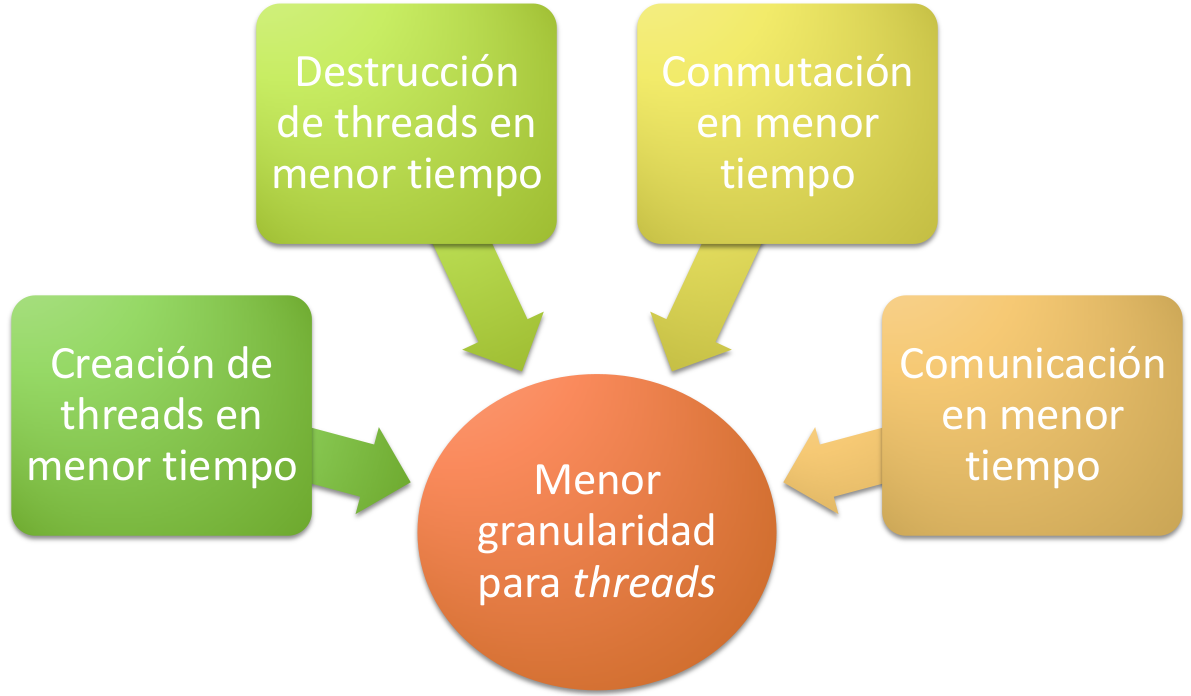 Destrucción
de threads en
menor tiempo
Conmutación
en menor
tiempo
Creación de
threads en
menor tiempo
Comunicación
en menor
tiempo
Menor
granularidad
para threads